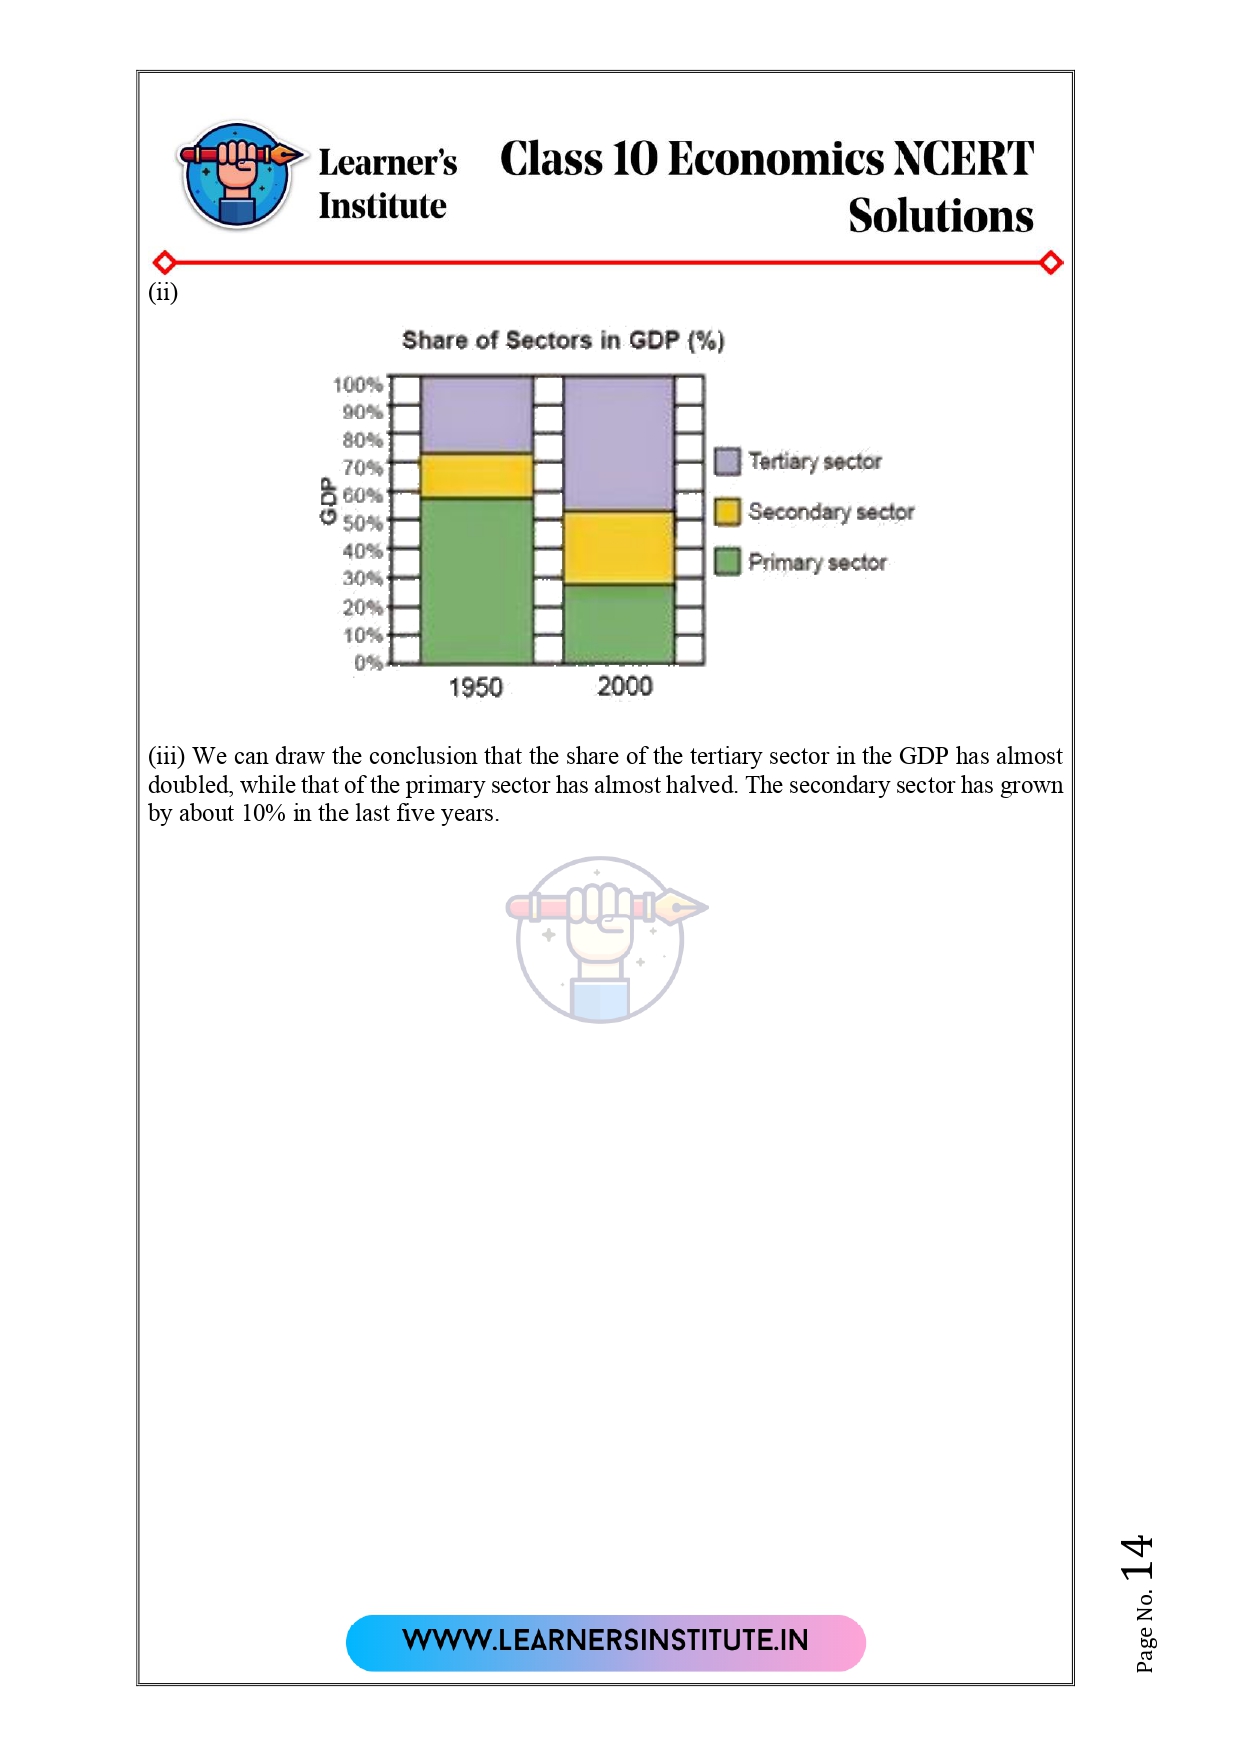 Learner's
Institute
Class 10 Economics NCERT
Solutions
(ii)
Share of Sectors in GDP (%)
100%
90%
80%
70%
60%
50%
40%
30%
20%
10%
0%
GDP
1950
2000
Tertiary sector
Secondary sector
Primary sector
(iii) We can draw the conclusion that the share of the tertiary sector in the GDP has almost
doubled, while that of the primary sector has almost halved. The secondary sector has grown
by about 10% in the last five years.
WWW.LEARNERSINSTITUTE.IN
Page No. 14